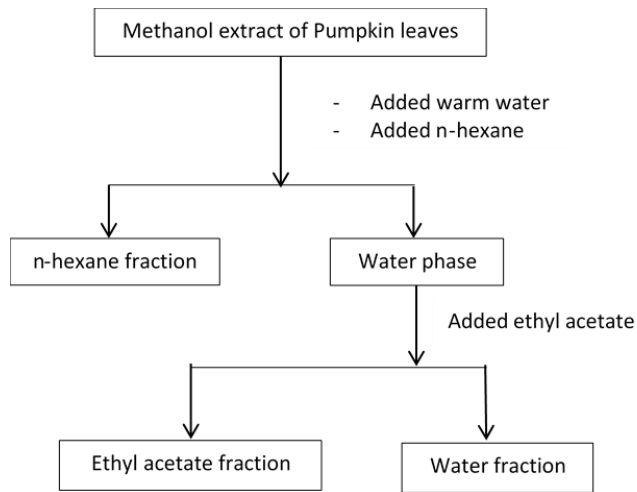 Methanol extract of Pumpkin leaves
- Added warm water
- Added n-hexane
n-hexane fraction
Water phase
Added ethyl acetate
Ethyl acetate fraction
Water fraction